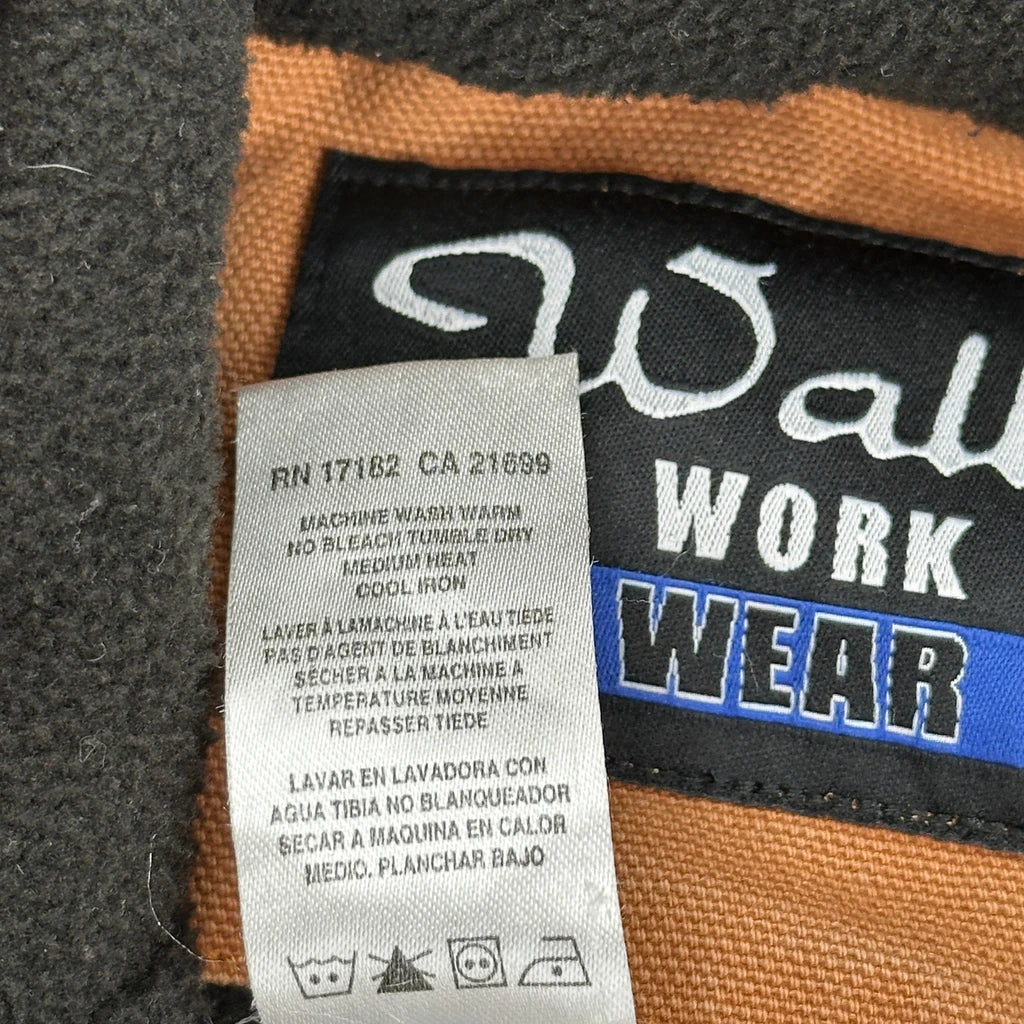 Wall
WORK
WEAR
RN 17182 CA 21699
MACHINE WASH WARM
NO BLEACH TUMBLE DRY
MEDIUM HEAT
COOL IRON
LAVER À LAMACHINE À L'EAU TIEDE
PAS D'AGENT DE BLANCHIMENT
SÉCHER À LA MACHINE A
TEMPERATURE MOYENNE
REPASSER TIEDE
LAVAR EN LAVADORA CON
AGUA TIBIA NO BLANQUEADOR
SECAR A MAQUINA EN CALOR
MEDIO. PLANCHAR BAJO